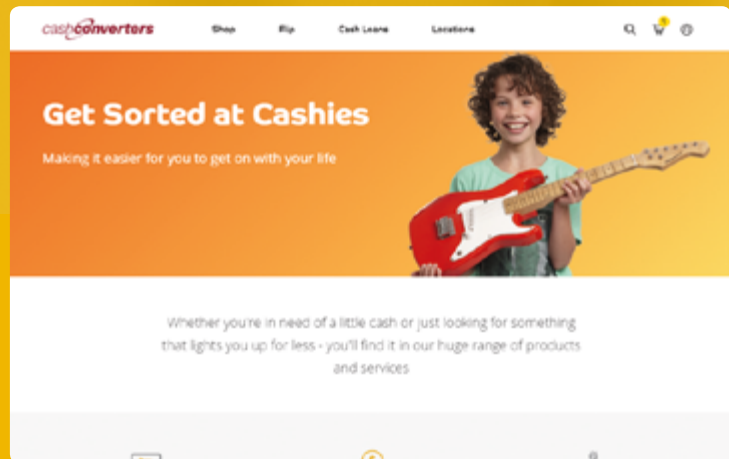 cashconverters
Shop Flip Cash Loans Locations
Get Sorted at Cashies
Making it easier for you to get on with your life
Whether you're in need of a little cash or just looking for something
that lights you up for less - you'll find it in our huge range of products
and services